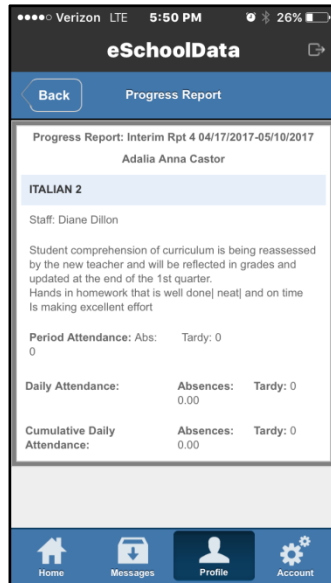 Verizon LTE 5:50 PM 26%
eSchoolData
Back Progress Report
Progress Report: Interim Rpt 4 04/17/2017-05/10/2017
Adalia Anna Castor
ITALIAN 2
Staff: Diane Dillon
Student comprehension of curriculum is being reassessed
by the new teacher and will be reflected in grades and
updated at the end of the 1st quarter.
Hands in homework that is well done| neat| and on time
Is making excellent effort
Period Attendance: Abs: Tardy: 0
0
Daily Attendance: Absences: Tardy: 0
0.00
Cumulative Daily Absences: Tardy: 0
Attendance: 0.00
Home Messages Profile Account